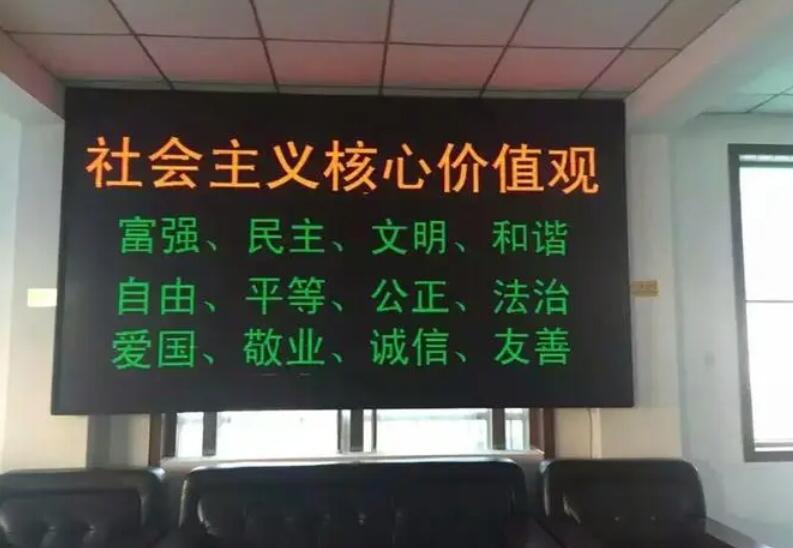 社会主义核心价值观
富强、民主、文明、和谐
自由、平等、公正、法治
爱国、敬业、诚信、友善